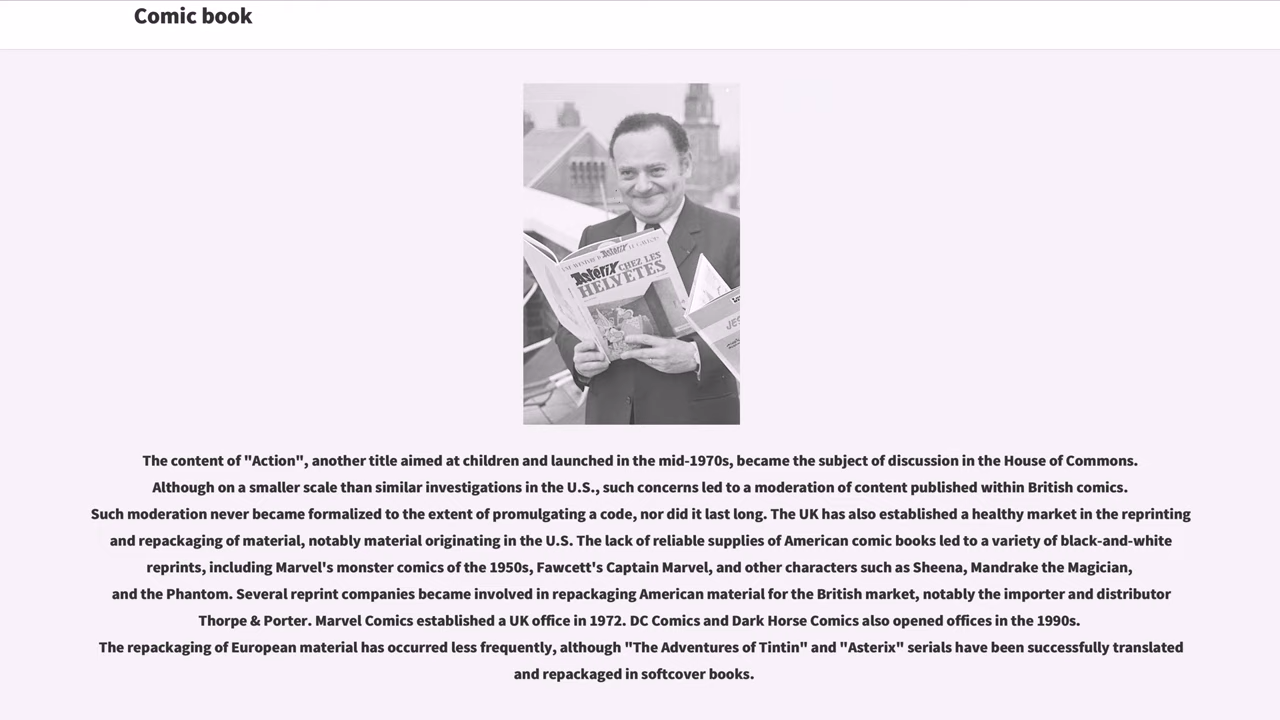 Comic book
UNE AVENTURE D'Astérix LE GAULOIS
Astérix CHEZ LES
HELVÈTES
The content of "Action", another title aimed at children and launched in the mid-1970s, became the subject of discussion in the House of Commons.
Although on a smaller scale than similar investigations in the U.S., such concerns led to a moderation of content published within British comics.
Such moderation never became formalized to the extent of promulgating a code, nor did it last long. The UK has also established a healthy market in the reprinting
and repackaging of material, notably material originating in the U.S. The lack of reliable supplies of American comic books led to a variety of black-and-white
reprints, including Marvel's monster comics of the 1950s, Fawcett's Captain Marvel, and other characters such as Sheena, Mandrake the Magician,
and the Phantom. Several reprint companies became involved in repackaging American material for the British market, notably the importer and distributor
Thorpe & Porter. Marvel Comics established a UK office in 1972. DC Comics and Dark Horse Comics also opened offices in the 1990s.
The repackaging of European material has occurred less frequently, although "The Adventures of Tintin" and "Asterix" serials have been successfully translated
and repackaged in softcover books.